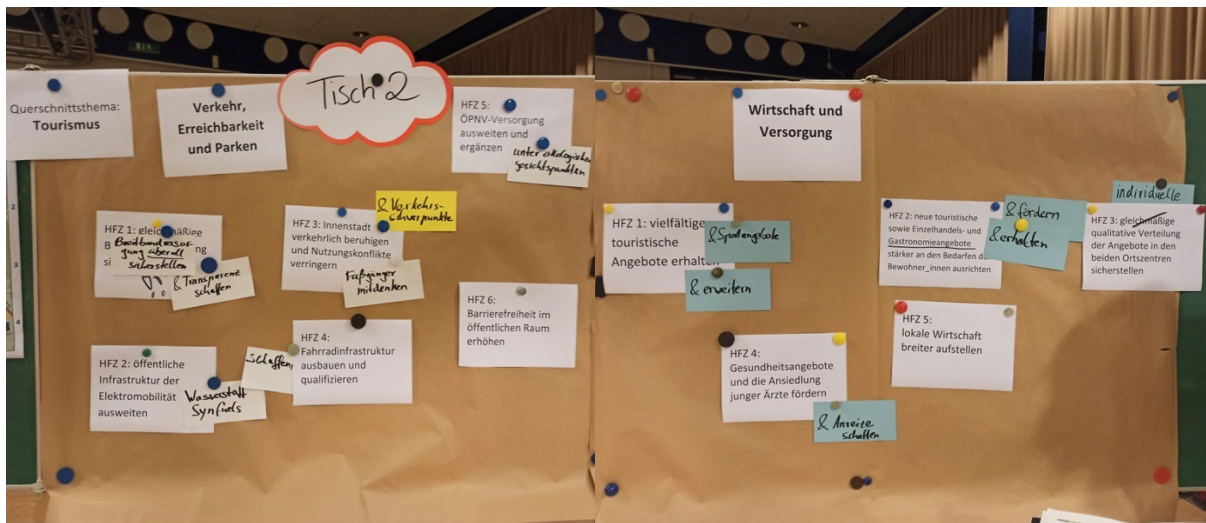 Tisch 2
Querschnittsthema:
Tourismus
Verkehr,
Erreichbarkeit
und Parken
HFZ 5:
ÖPNV-Versorgung
ausweiten und
ergänzen
unter ökologischen
Gesichtspunkten
HFZ 1: gleichmäßige
Breitbandversor-
gung überall
sicherstellen
!!
& Transparenz
schaffen
HFZ 3: Innenstadt
verkehrlich beruhigen
und Nutzungskonflikte
verringern
& Verkehrs-
Fußgänger
mitdenken
HFZ 6:
Barrierefreiheit im
öffentlichen Raum
erhöhen
HFZ 2: öffentliche
Infrastruktur der
Elektromobilität
ausweiten
Wasserstoff
Synfuels
schaffen
HFZ 4:
Fahrradinfrastruktur
ausbauen und
qualifizieren
Wirtschaft und
Versorgung
HFZ 1: vielfältige
touristische
Angebote erhalten
& Sportangebote
& erweitern
HFZ 2: neue touristische
sowie Einzelhandels- und
Gastronomieangebote
stärker an den Bedarfen
Bewohner_innen ausrichten
& fördern
& erhalten
individuelle
HFZ 3: gleichmäßige
qualitative Verteilung
der Angebote in den
beiden Ortszentren
sicherstellen
HFZ 4:
Gesundheitsangebote
und die Ansiedlung
junger Ärzte fördern
& Anreize
schaffen
HFZ 5:
lokale Wirtschaft
breiter aufstellen
2
3
4